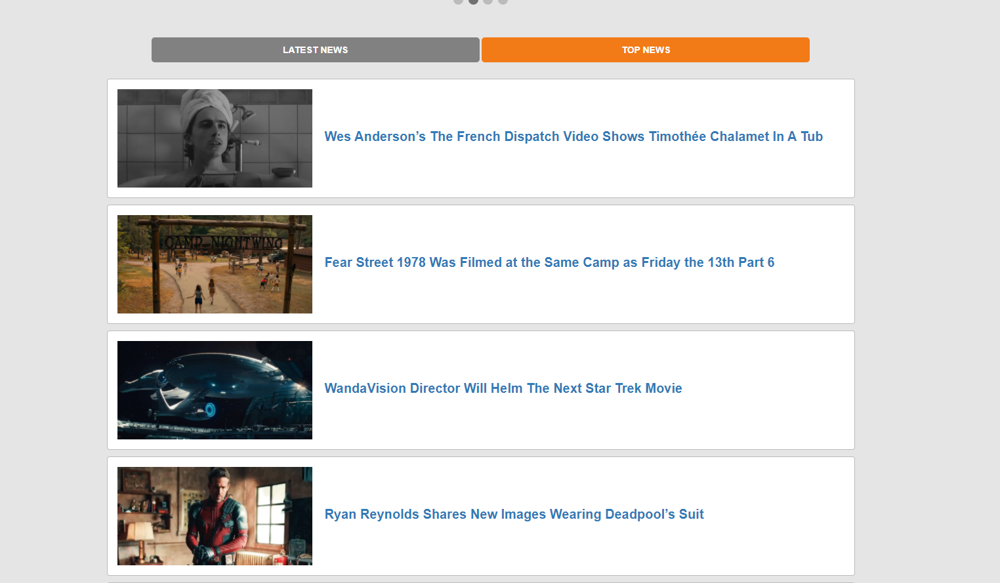 LATEST NEWS
TOP NEWS
Wes Anderson’s The French Dispatch Video Shows Timothée Chalamet In A Tub
CAMP NIGHTWING
Fear Street 1978 Was Filmed at the Same Camp as Friday the 13th Part 6
WandaVision Director Will Helm The Next Star Trek Movie
Ryan Reynolds Shares New Images Wearing Deadpool’s Suit